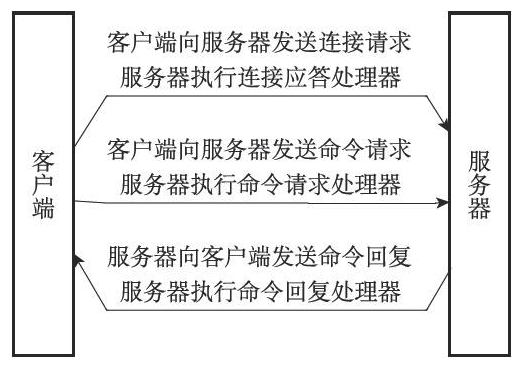 客户端向服务器发送连接请求
服务器执行连接应答处理器
客户端向服务器发送命令请求
服务器执行命令请求处理器
服务器向客户端发送命令回复
服务器执行命令回复处理器
客户端
服务器